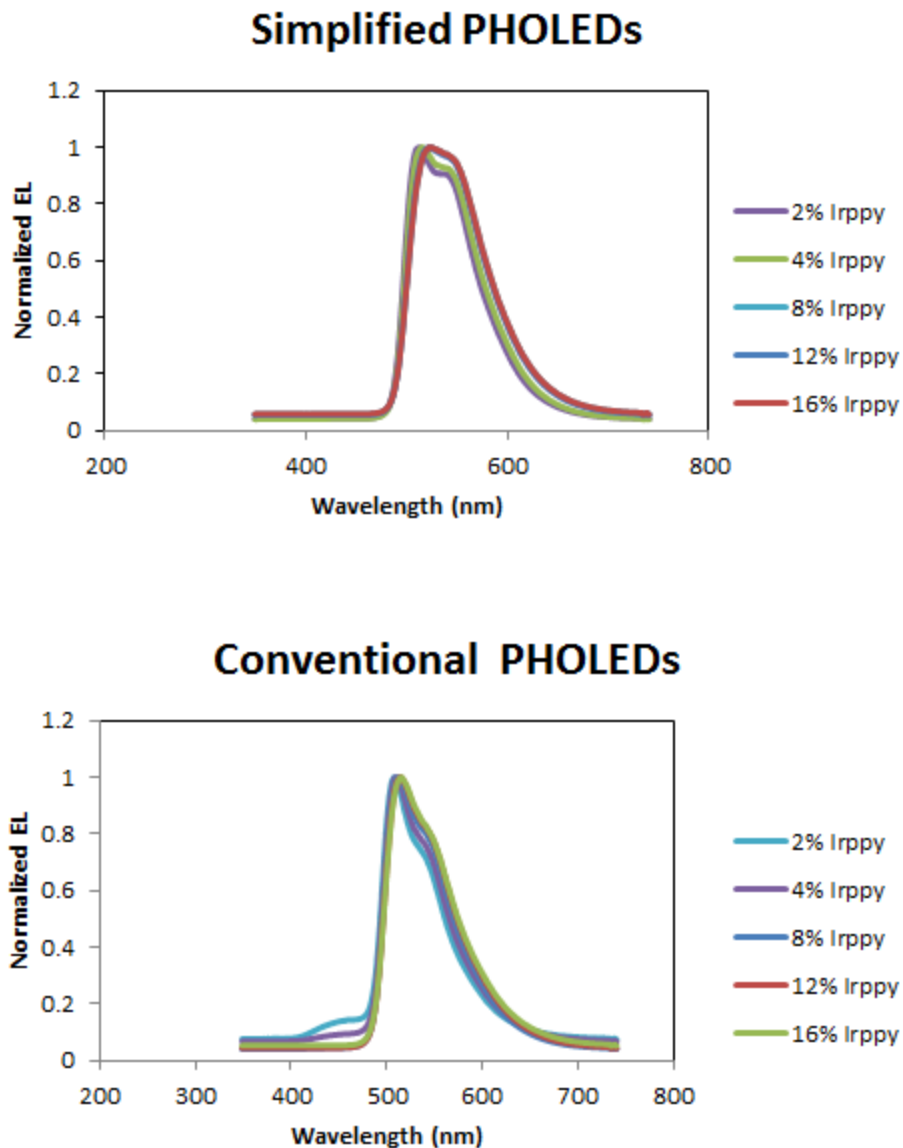 Simplified PHOLEDs
1.2
1
0.8
0.6
0.4
0.2
0
Normalized EL
200 400 600 800
Wavelength (nm)
2% Irppy
4% Irppy
8% Irppy
12% Irppy
16% Irppy
Conventional PHOLEDs
1.2
1
0.8
0.6
0.4
0.2
0
Normalized EL
200 300 400 500 600 700 800
Wavelength (nm)
2% Irppy
4% Irppy
8% Irppy
12% Irppy
16% Irppy